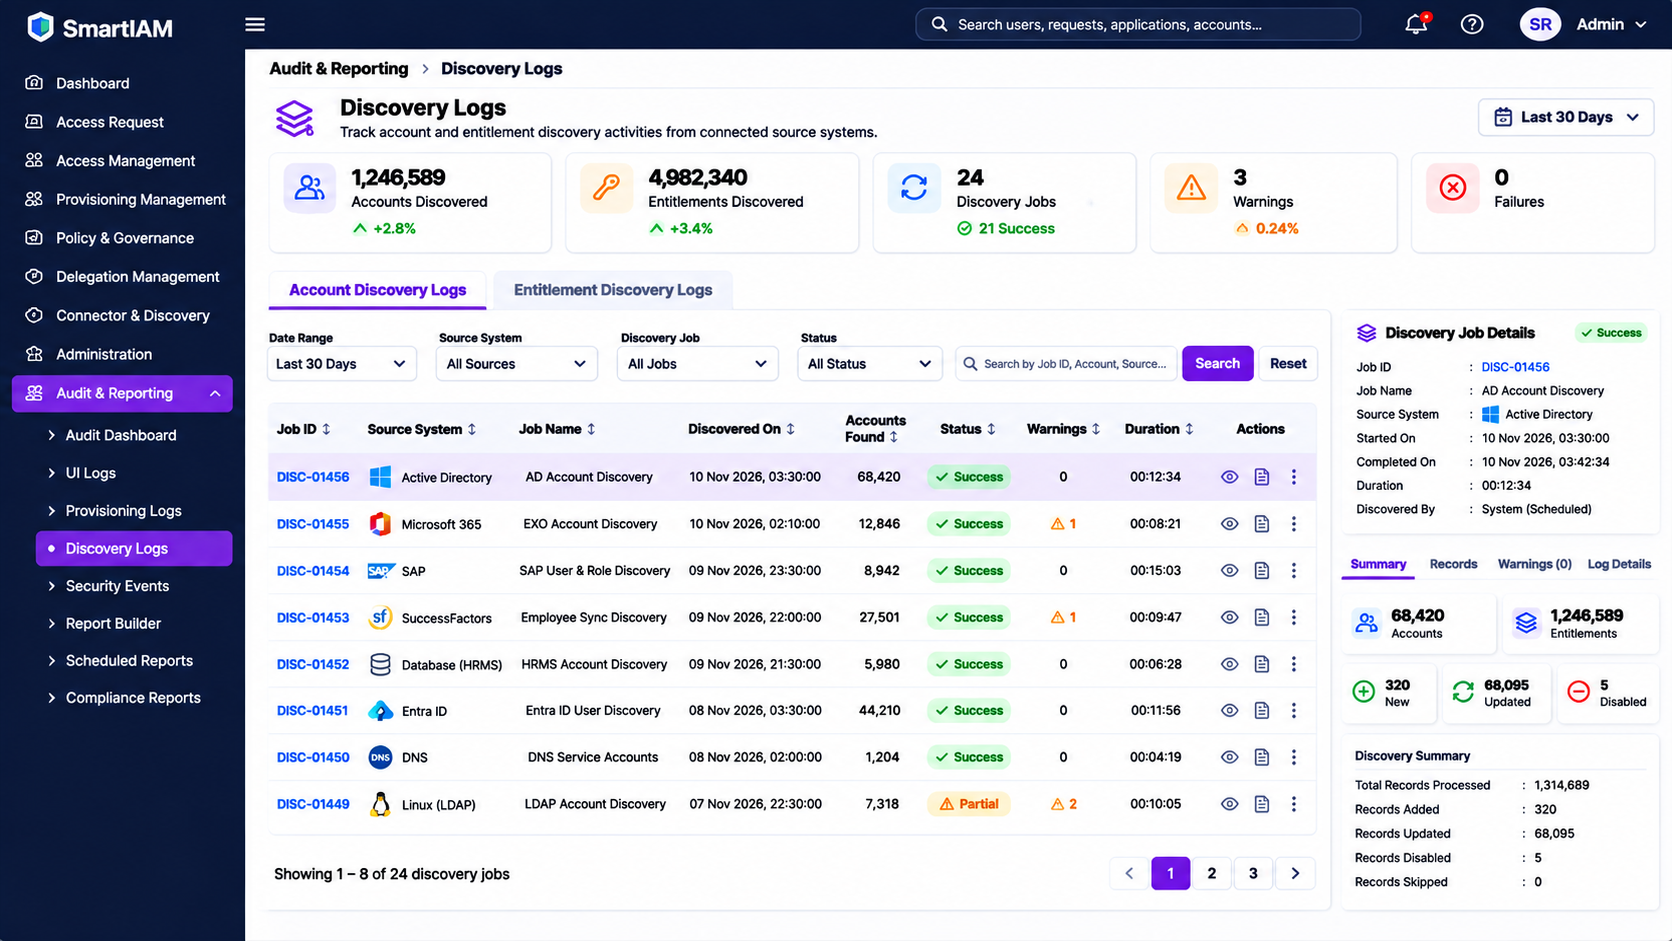 SmartIAM
Search users, requests, applications, accounts...
SR
Admin
Dashboard
Access Request
Access Management
Provisioning Management
Policy & Governance
Delegation Management
Connector & Discovery
Administration
Audit & Reporting
Audit Dashboard
UI Logs
Provisioning Logs
Discovery Logs
Security Events
Report Builder
Scheduled Reports
Compliance Reports
Audit & Reporting > Discovery Logs
Discovery Logs
Track account and entitlement discovery activities from connected source systems.
Last 30 Days
1,246,589
Accounts Discovered
+2.8%
4,982,340
Entitlements Discovered
+3.4%
24
Discovery Jobs
21 Success
3
Warnings
0.24%
0
Failures
Account Discovery Logs
Entitlement Discovery Logs
Date Range
Last 30 Days
Source System
All Sources
Discovery Job
All Jobs
Status
All Status
Search by Job ID, Account, Source...
Search
Reset
Job ID Source System Job Name Discovered On Accounts Found Status Warnings Duration Actions
DISC-01456 Active Directory AD Account Discovery 10 Nov 2026, 03:30:00 68,420 Success 0 00:12:34
DISC-01455 Microsoft 365 EXO Account Discovery 10 Nov 2026, 02:10:00 12,846 Success 1 00:08:21
DISC-01454 SAP SAP SAP User & Role Discovery 09 Nov 2026, 23:30:00 8,942 Success 0 00:15:03
DISC-01453 sf SuccessFactors Employee Sync Discovery 09 Nov 2026, 22:00:00 27,501 Success 1 00:09:47
DISC-01452 Database (HRMS) HRMS Account Discovery 09 Nov 2026, 21:30:00 5,980 Success 0 00:06:28
DISC-01451 Entra ID Entra ID User Discovery 08 Nov 2026, 03:30:00 44,210 Success 0 00:11:56
DISC-01450 DNS DNS DNS Service Accounts 08 Nov 2026, 02:00:00 1,204 Success 0 00:04:19
DISC-01449 Linux (LDAP) LDAP Account Discovery 07 Nov 2026, 22:30:00 7,318 Partial 2 00:10:05
Showing 1 – 8 of 24 discovery jobs
1 2 3
Discovery Job Details
Success
Job ID : DISC-01456
Job Name : AD Account Discovery
Source System : Active Directory
Started On : 10 Nov 2026, 03:30:00
Completed On : 10 Nov 2026, 03:42:34
Duration : 00:12:34
Discovered By : System (Scheduled)
Summary Records Warnings (0) Log Details
68,420
Accounts
1,246,589
Entitlements
320
New
68,095
Updated
5
Disabled
Discovery Summary
Total Records Processed : 1,314,689
Records Added : 320
Records Updated : 68,095
Records Disabled : 5
Records Skipped : 0